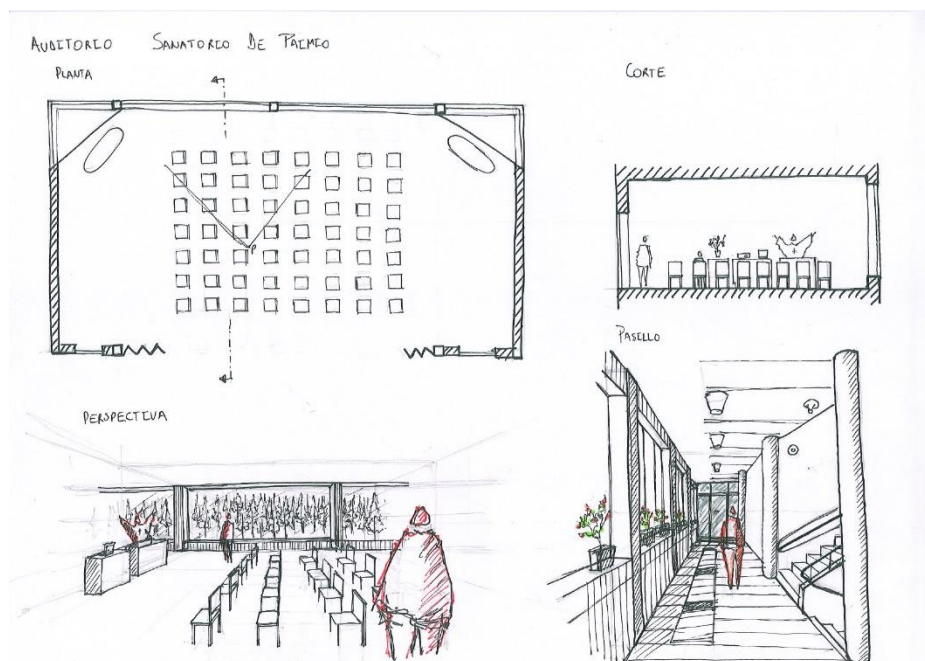 AUDITORIO SANATORIO DE PAIMIO
PLANTA
CORTE
P
PASILLO
PERSPECTIVA